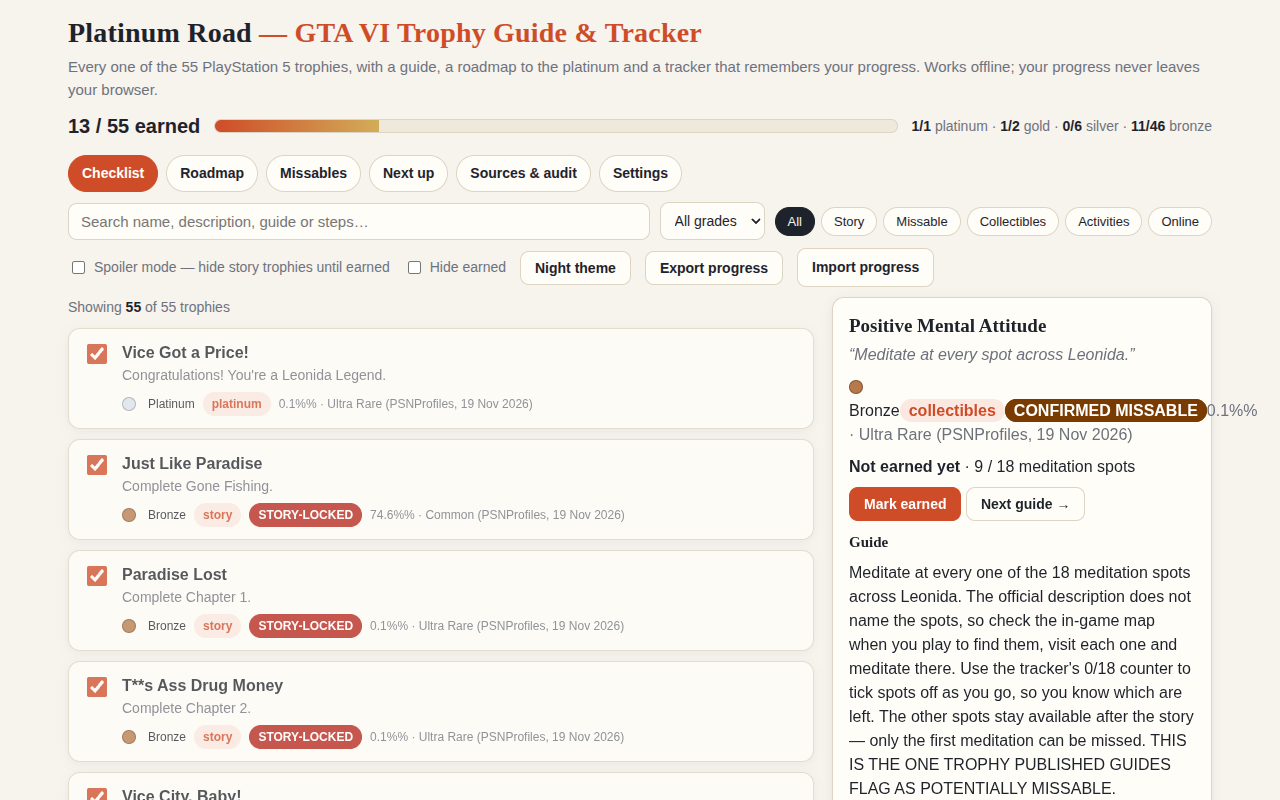 Platinum Road — GTA VI Trophy Guide & Tracker
Every one of the 55 PlayStation 5 trophies, with a guide, a roadmap to the platinum and a tracker that remembers your progress. Works offline; your progress never leaves
your browser.
13 / 55 earned
1/1 platinum · 1/2 gold · 0/6 silver · 11/46 bronze
Checklist
Roadmap
Missables
Next up
Sources & audit
Settings
Search name, description, guide or steps…
All grades
All
Story
Missable
Collectibles
Activities
Online
Spoiler mode — hide story trophies until earned
Hide earned
Night theme
Export progress
Import progress
Showing 55 of 55 trophies
Vice Got a Price!
Congratulations! You're a Leonida Legend.
Platinum platinum 0.1%% · Ultra Rare (PSNProfiles, 19 Nov 2026)
Just Like Paradise
Complete Gone Fishing.
Bronze story STORY-LOCKED 74.6%% · Common (PSNProfiles, 19 Nov 2026)
Paradise Lost
Complete Chapter 1.
Bronze story STORY-LOCKED 0.1%% · Ultra Rare (PSNProfiles, 19 Nov 2026)
T**s Ass Drug Money
Complete Chapter 2.
Bronze story STORY-LOCKED 0.1%% · Ultra Rare (PSNProfiles, 19 Nov 2026)
Vice City, Baby!
Positive Mental Attitude
“Meditate at every spot across Leonida.”
Bronze collectibles CONFIRMED MISSABLE 0.1%%
· Ultra Rare (PSNProfiles, 19 Nov 2026)
Not earned yet · 9 / 18 meditation spots
Mark earned
Next guide →
Guide
Meditate at every one of the 18 meditation spots
across Leonida. The official description does not
name the spots, so check the in-game map
when you play to find them, visit each one and
meditate there. Use the tracker's 0/18 counter to
tick spots off as you go, so you know which are
left. The other spots stay available after the story
— only the first meditation can be missed. THIS
IS THE ONE TROPHY PUBLISHED GUIDES
FLAG AS POTENTIALLY MISSABLE.